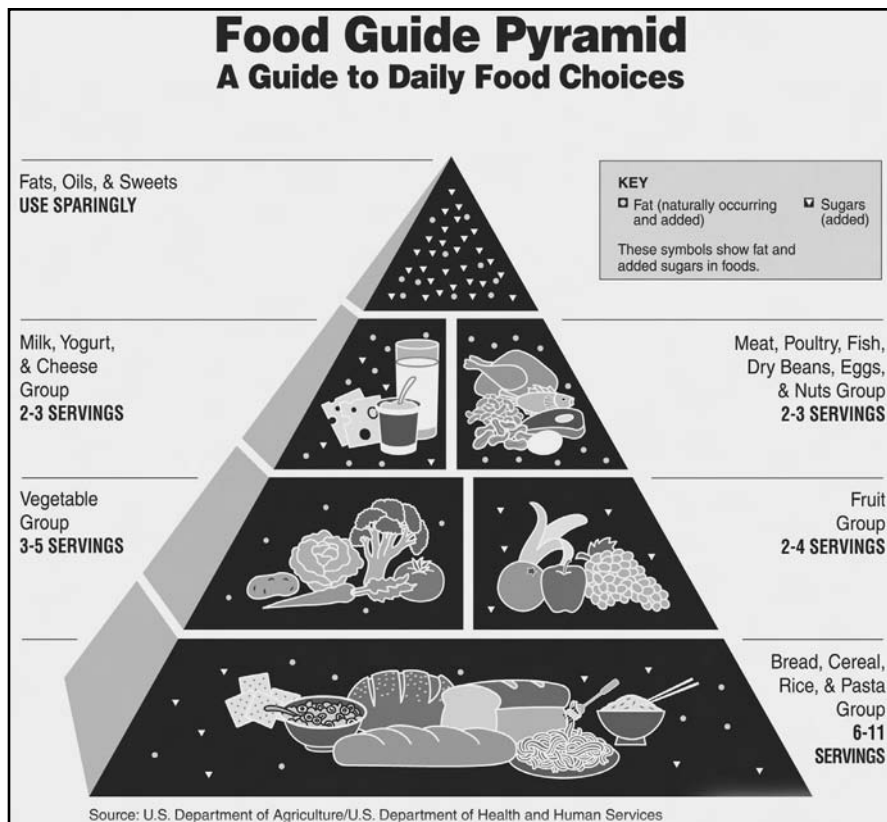 Food Guide Pyramid
A Guide to Daily Food Choices
Fats, Oils, & Sweets
USE SPARINGLY
KEY
Fat (naturally occurring
and added)
Sugars
(added)
These symbols show fat and
added sugars in foods.
Milk, Yogurt,
& Cheese
Group
2-3 SERVINGS
Meat, Poultry, Fish,
Dry Beans, Eggs,
& Nuts Group
2-3 SERVINGS
Vegetable
Group
3-5 SERVINGS
Fruit
Group
2-4 SERVINGS
Bread, Cereal,
Rice, & Pasta
Group
6-11
SERVINGS
Source: U.S. Department of Agriculture/U.S. Department of Health and Human Services